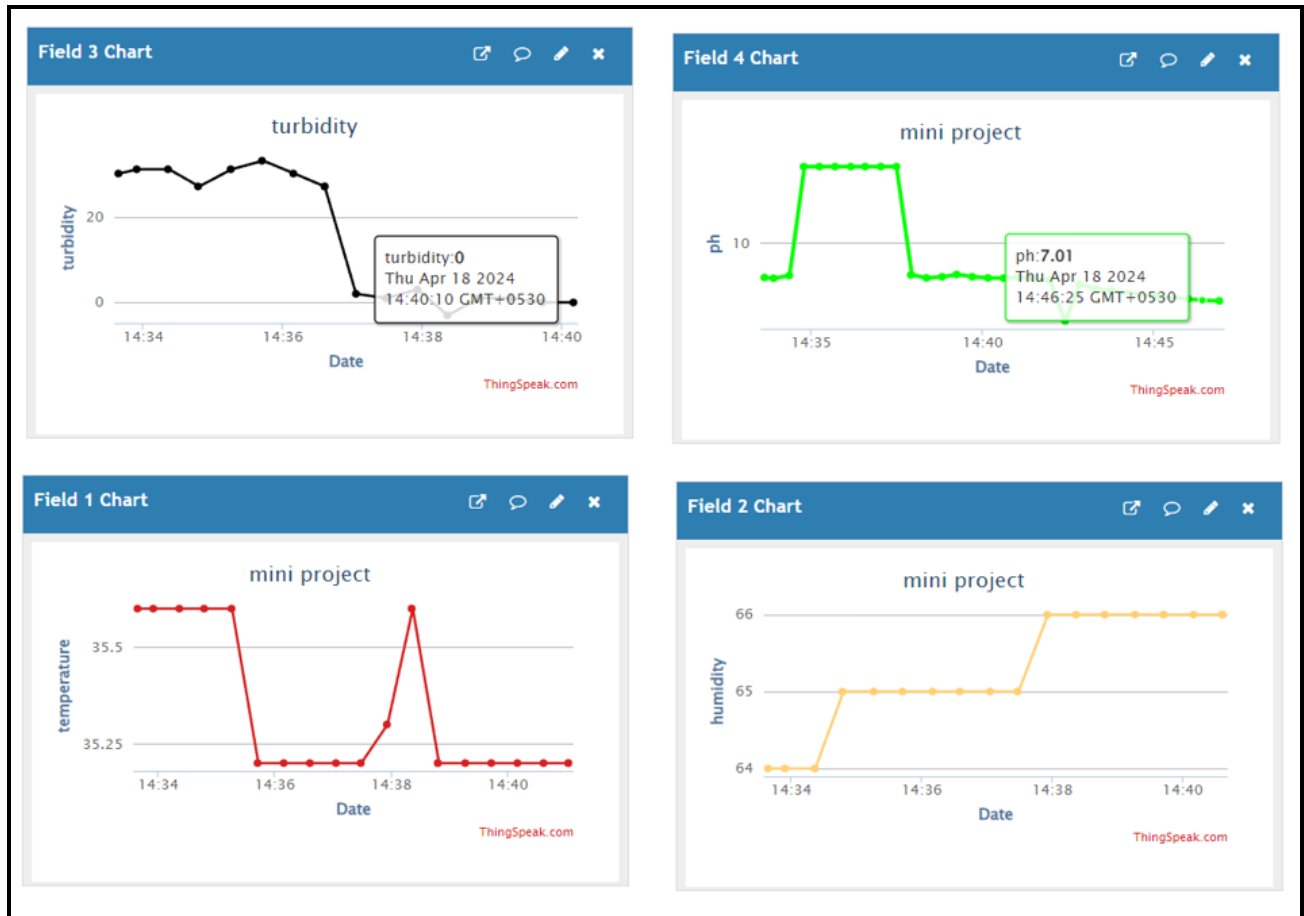 Field 3 Chart
turbidity
turbidity
20
0
turbidity:0
Thu Apr 18 2024
14:40:10 GMT+0530
14:34
14:36
14:38
14:40
Date
ThingSpeak.com
Field 4 Chart
mini project
ph
10
ph:7.01
Thu Apr 18 2024
14:46:25 GMT+0530
14:35
14:40
14:45
Date
ThingSpeak.com
Field 1 Chart
mini project
temperature
35.5
35.25
14:34
14:36
14:38
14:40
Date
ThingSpeak.com
Field 2 Chart
mini project
humidity
66
65
64
14:34
14:36
14:38
14:40
Date
ThingSpeak.com